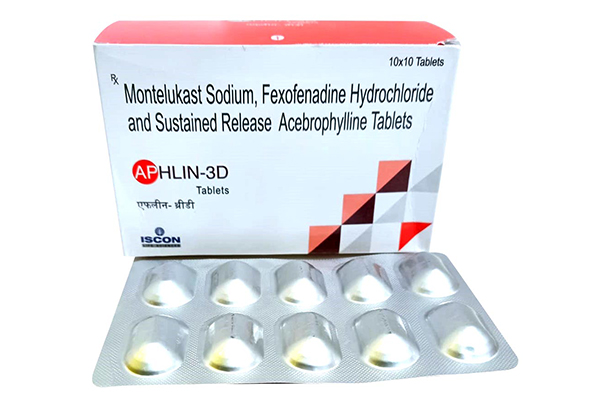 10x10 Tablets
Rx
Montelukast Sodium, Fexofenadine Hydrochloride
and Sustained Release Acebrophylline Tablets
APHLIN-3D
Tablets
एफलीन-थ्रीडी
ISCON